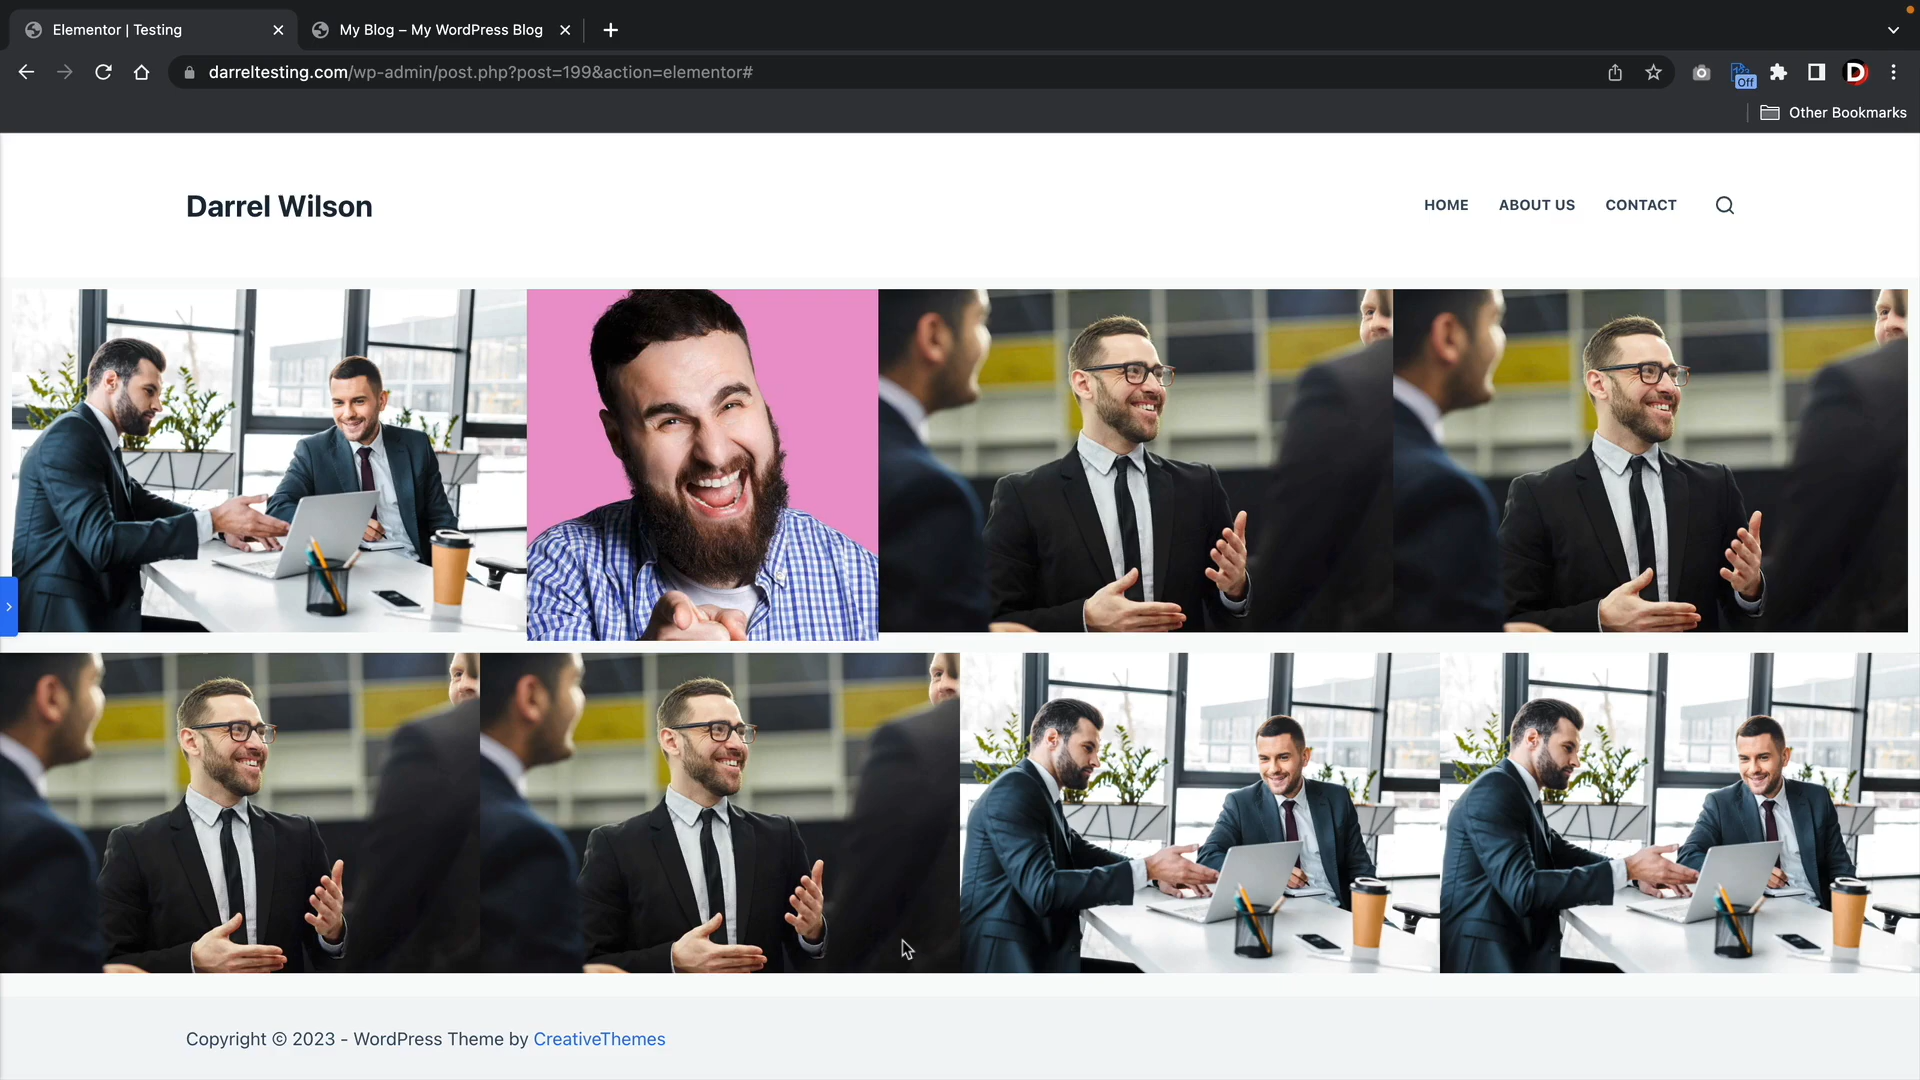 Elementor | Testing
My Blog – My WordPress Blog
darreltesting.com/wp-admin/post.php?post=199&action=elementor#
Off
D
Other Bookmarks
Darrel Wilson
HOME
ABOUT US
CONTACT
Copyright © 2023 - WordPress Theme by CreativeThemes